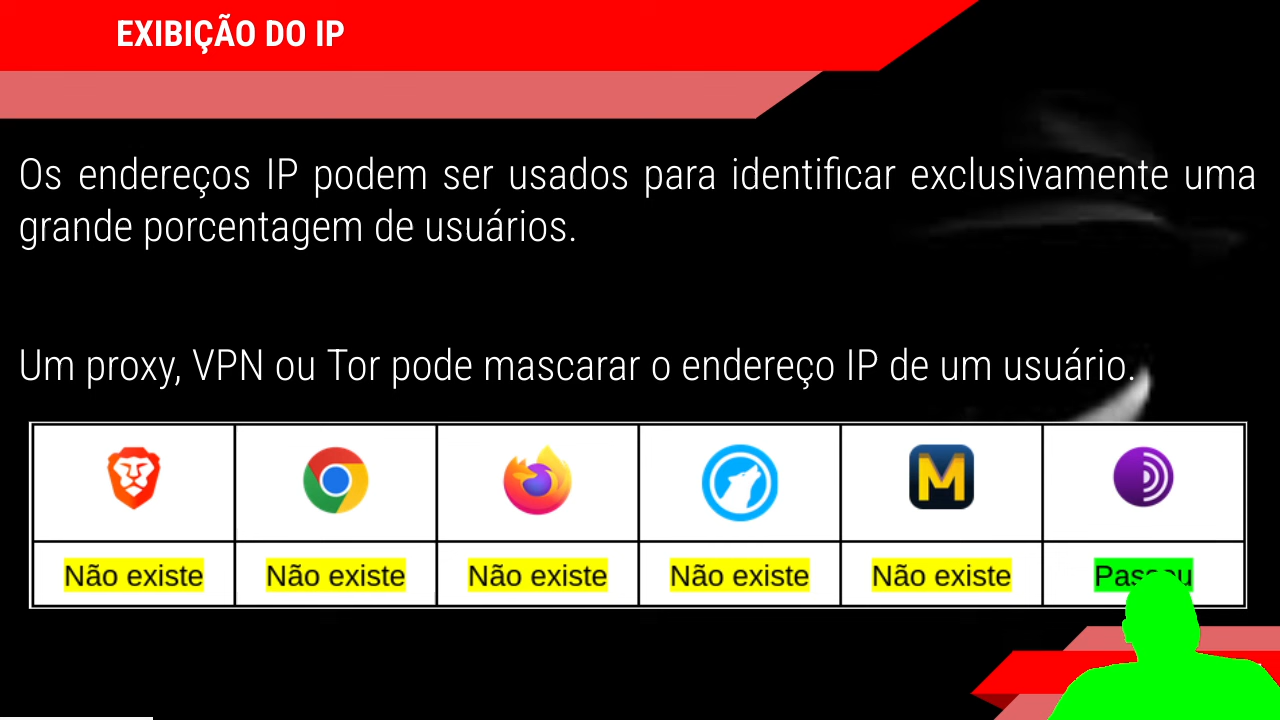 EXIBIÇÃO DO IP
Os endereços IP podem ser usados para identificar exclusivamente uma
grande porcentagem de usuários.
Um proxy, VPN ou Tor pode mascarar o endereço IP de um usuário.
M
Não existe Não existe Não existe Não existe Não existe Passou